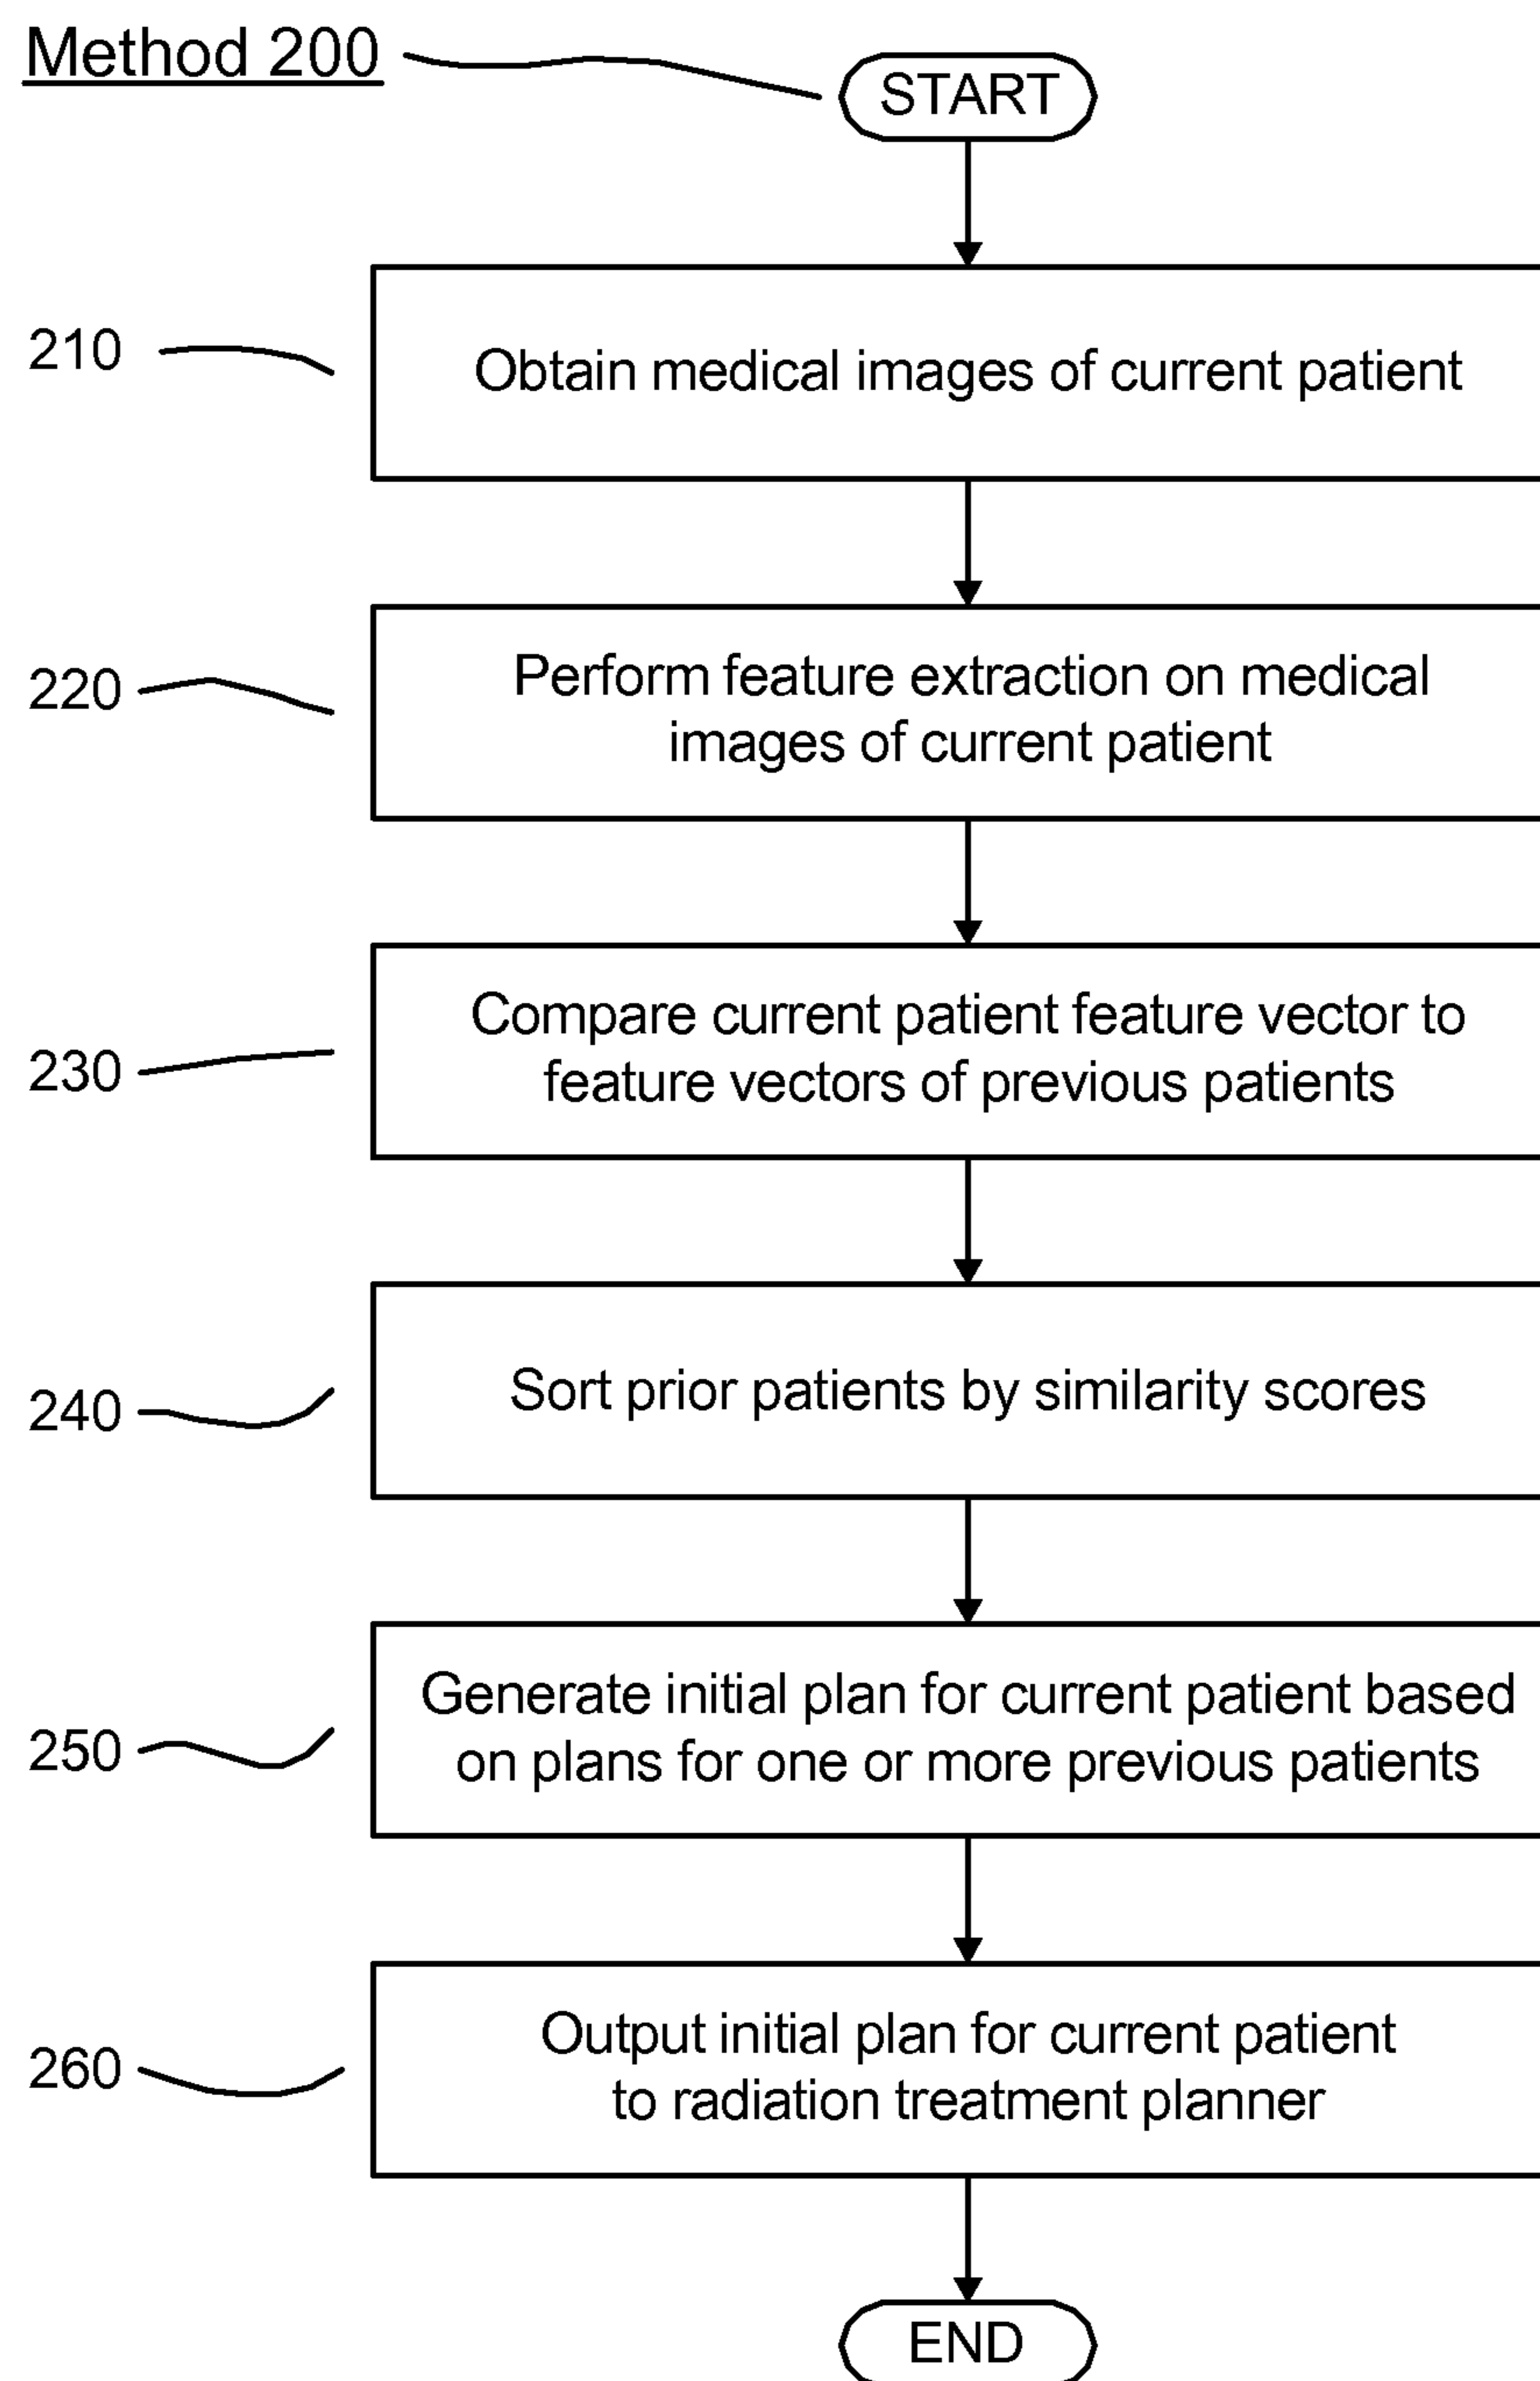 Method 200
START
210
Obtain medical images of current patient
220
Perform feature extraction on medical
images of current patient
230
Compare current patient feature vector to
feature vectors of previous patients
240
Sort prior patients by similarity scores
250
Generate initial plan for current patient based
on plans for one or more previous patients
260
Output initial plan for current patient
to radiation treatment planner
END